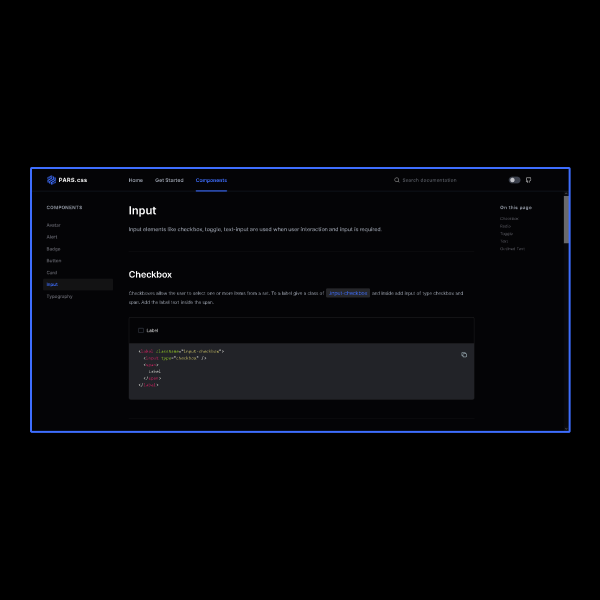 PARS.css
Home Get Started Components
Search documentation
COMPONENTS
Avatar
Alert
Badge
Button
Card
Input
Typography
Input
Input elements like checkbox, toggle, text-input are used when user interaction and input is required.
Checkbox
Checkboxes allow the user to select one or more items from a set. To a label give a class of input-checkbox and inside add input of type checkbox and
span. Add the label text inside the span.
Label
<label className="input-checkbox">
<input type="checkbox" />
<span>
Label
</span>
</label>
On this page
Checkbox
Radio
Toggle
Text